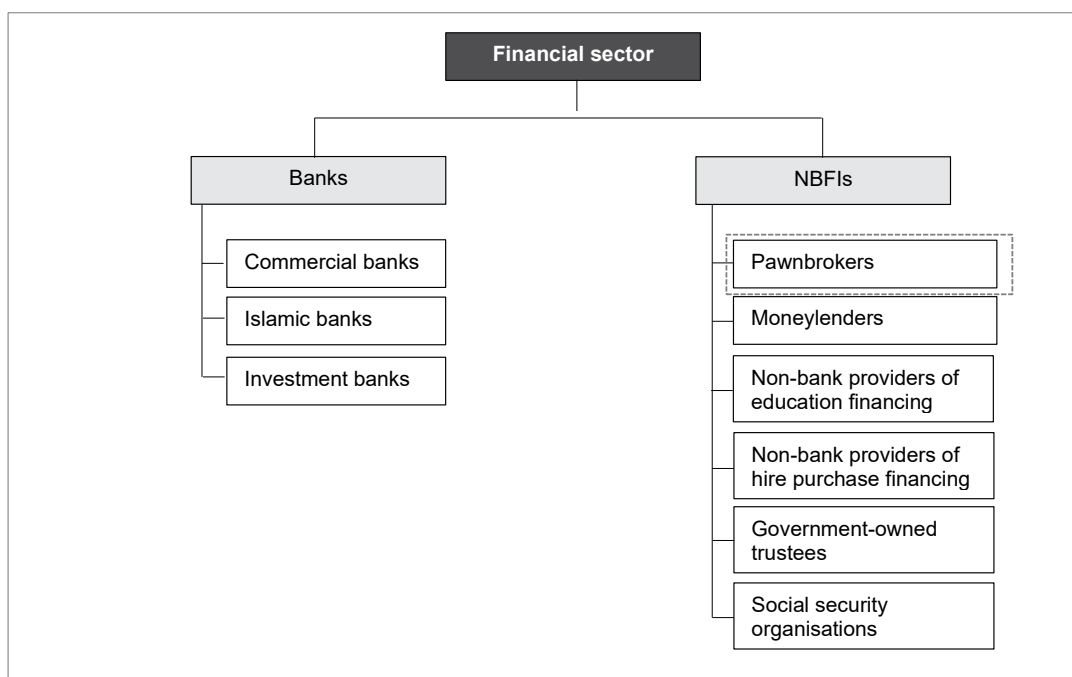 Financial sector
Banks
NBFIs
Commercial banks
Islamic banks
Investment banks
Pawnbrokers
Moneylenders
Non-bank providers of
education financing
Non-bank providers of
hire purchase financing
Government-owned
trustees
Social security
organisations